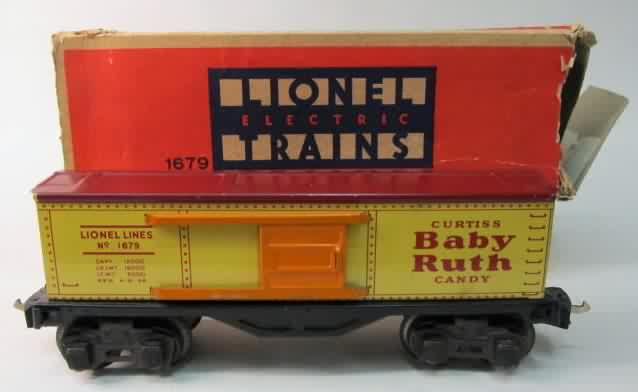 LIONEL
ELECTRIC
TRAINS
1679
LIONEL LINES
Nº 1679
CURTISS
Baby
Ruth
CANDY